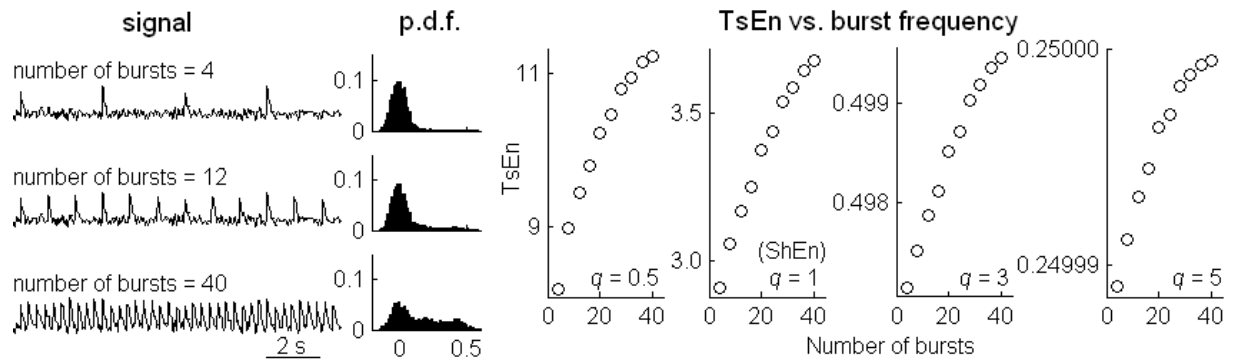 signal
p.d.f.
TsEn vs. burst frequency
number of bursts = 4
0.1
0
number of bursts = 12
0.1
0
number of bursts = 40
0.1
0
2 s
0 0.5
TsEn
11
9
q = 0.5
0 20 40
3.5
3.0
(ShEn)
q = 1
0 20 40
0.499
0.498
q = 3
0 20 40
0.25000
0.24999
q = 5
0 20 40
Number of bursts